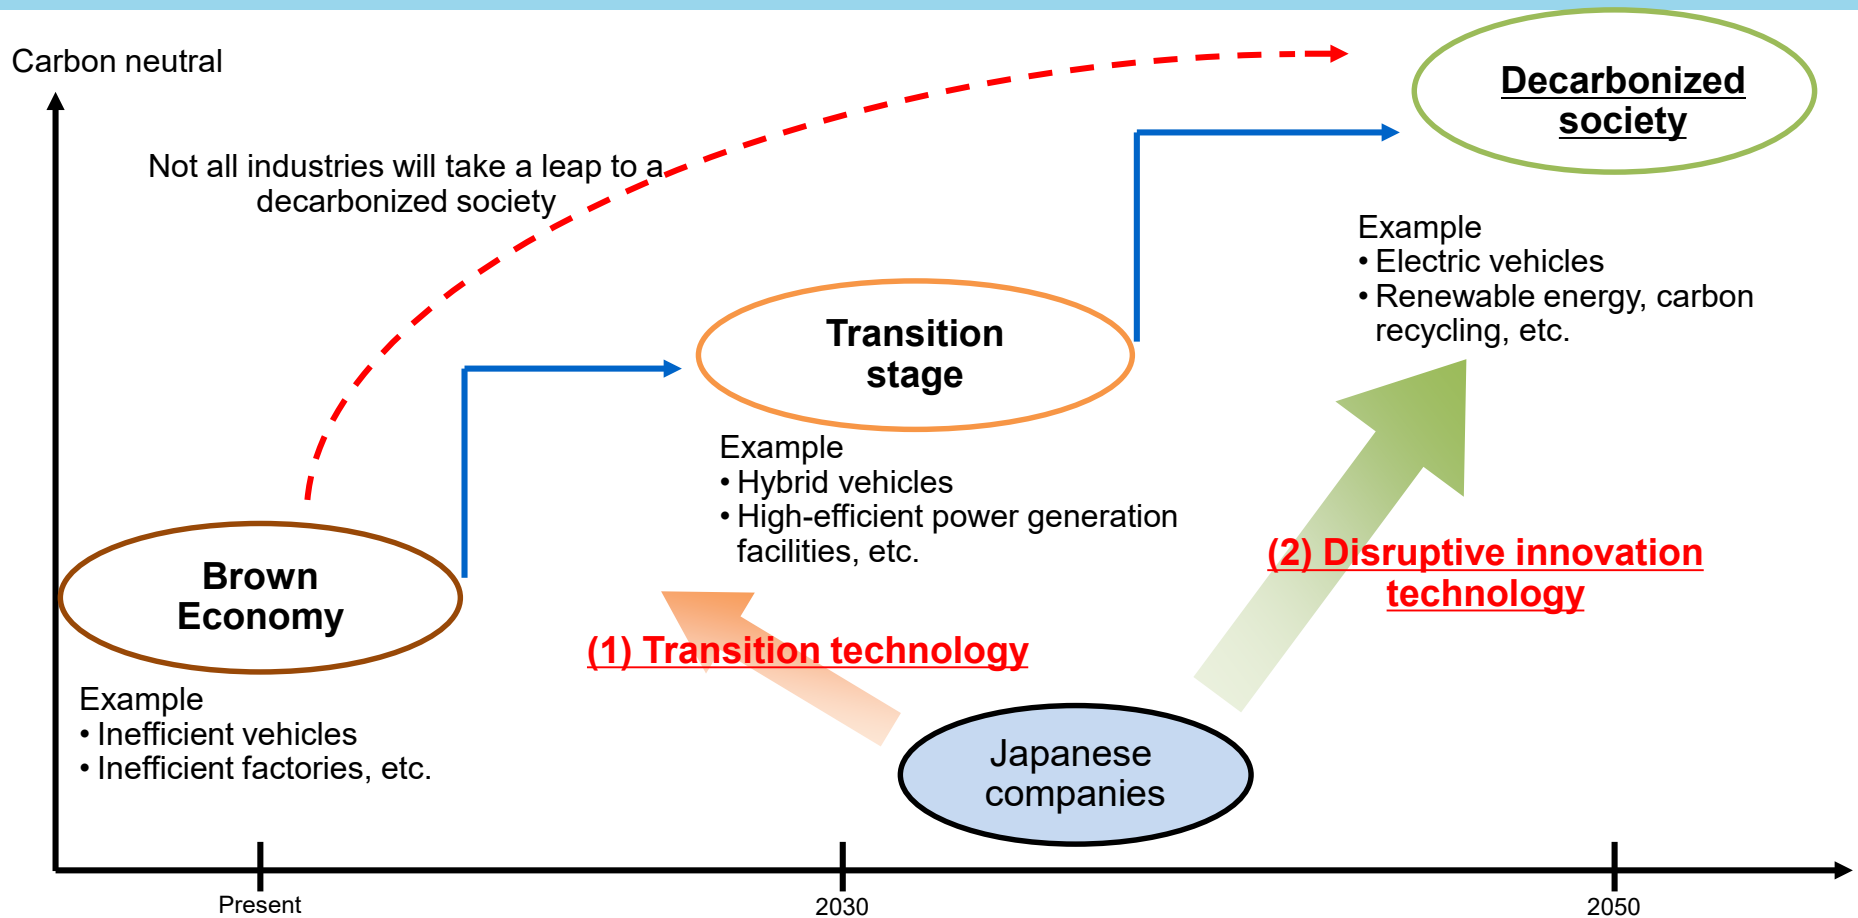 Carbon neutral
Not all industries will take a leap to a
decarbonized society
Decarbonized
society
Example
• Electric vehicles
• Renewable energy, carbon
recycling, etc.
Transition
stage
Example
• Hybrid vehicles
• High-efficient power generation
facilities, etc.
Brown
Economy
Example
• Inefficient vehicles
• Inefficient factories, etc.
(1) Transition technology
(2) Disruptive innovation
technology
Japanese
companies
Present
2030
2050